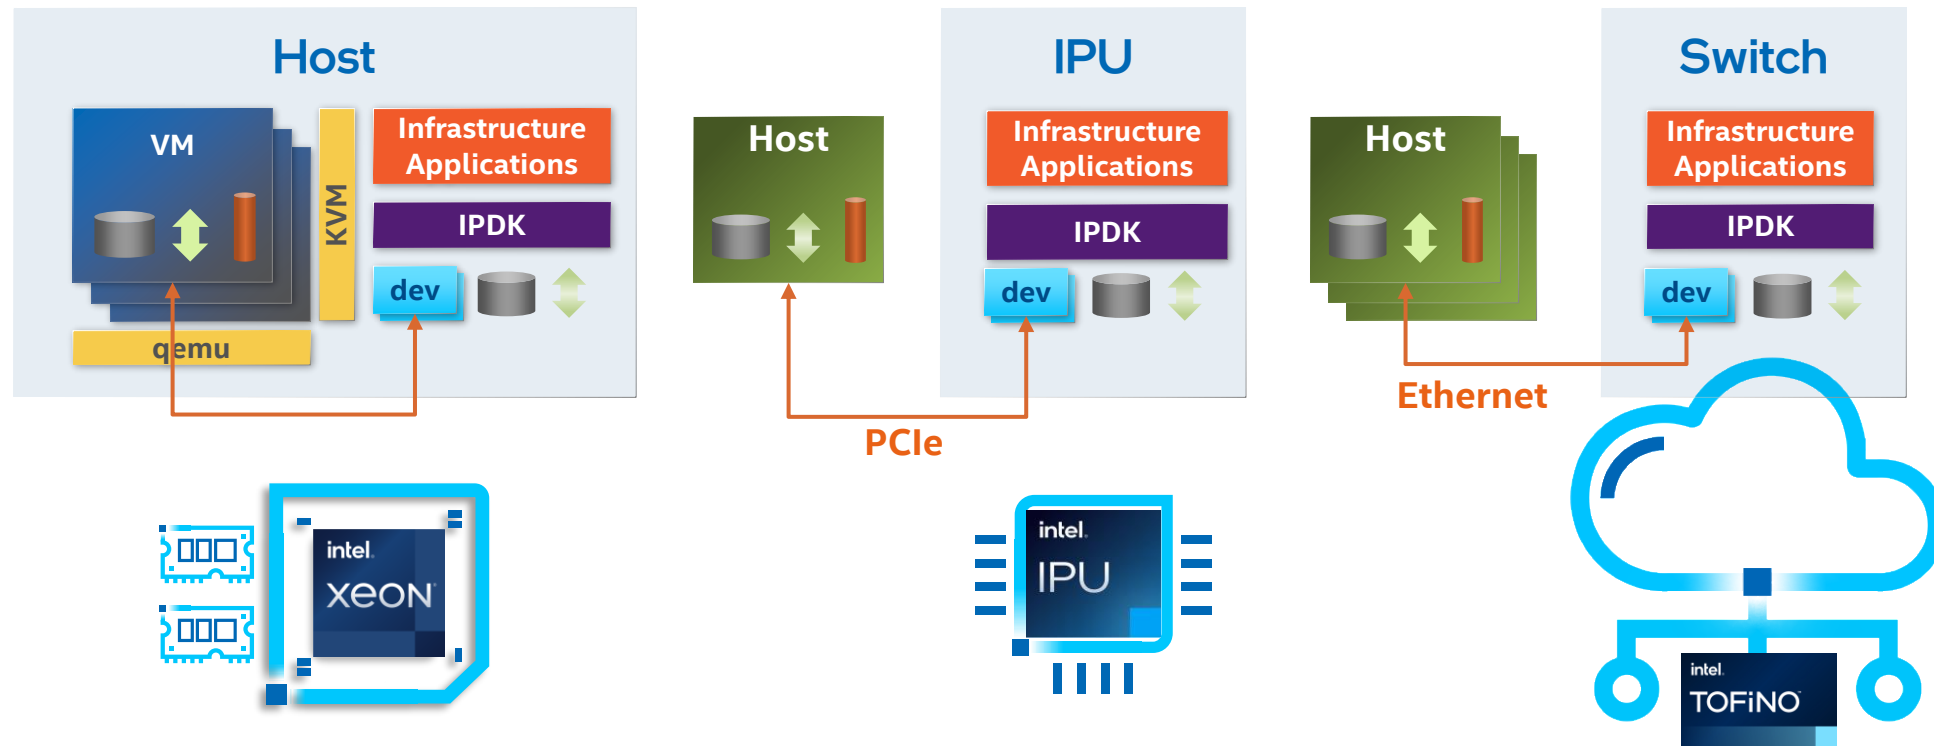 Host
VM
KVM
Infrastructure
Applications
IPDK
dev
qemu
Host
PCIe
IPU
Infrastructure
Applications
IPDK
dev
Host
Ethernet
Switch
Infrastructure
Applications
IPDK
dev
intel.
xeon
intel.
IPU
intel.
TOFiNO™